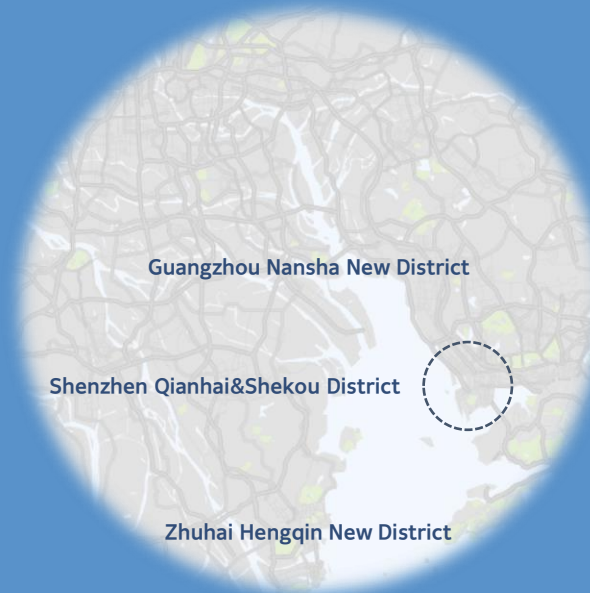 Guangzhou Nansha New District
Shenzhen Qianhai&Shekou District
Zhuhai Hengqin New District